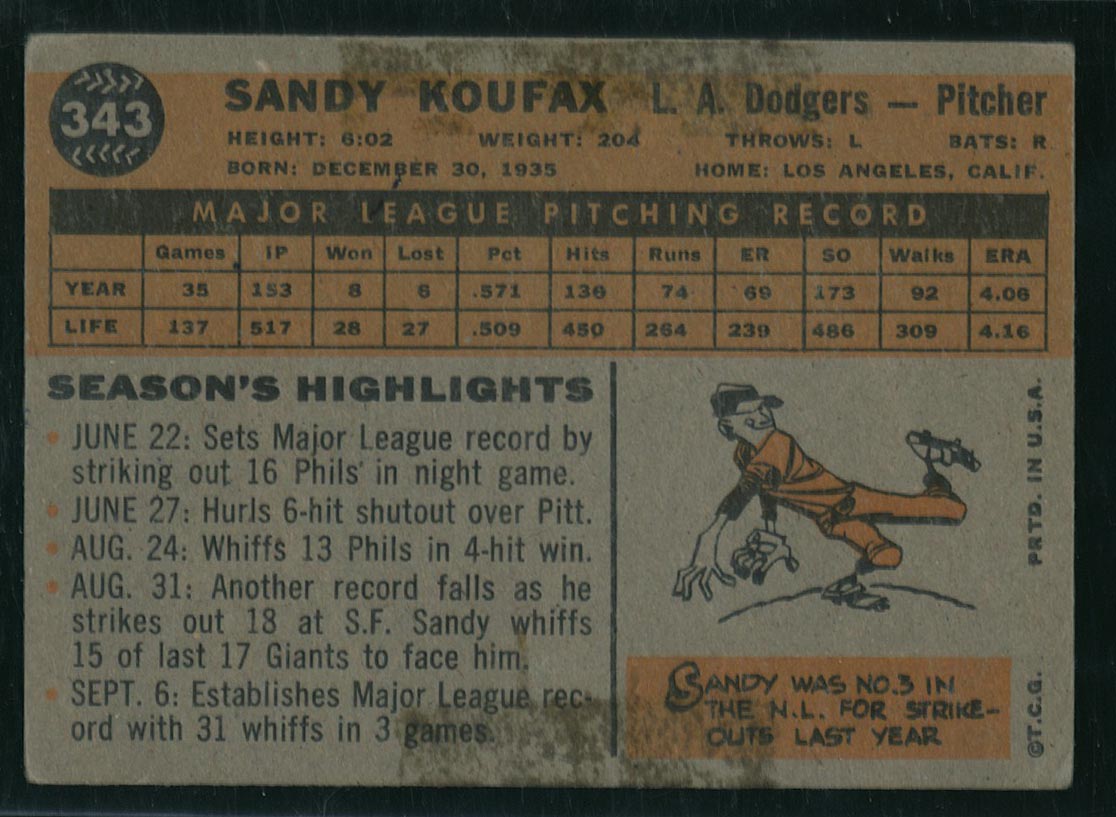 343
SANDY KOUFAX L. A. Dodgers — Pitcher
HEIGHT: 6:02 WEIGHT: 204 THROWS: L BATS: R
BORN: DECEMBER 30, 1935 HOME: LOS ANGELES, CALIF.
MAJOR LEAGUE PITCHING RECORD
Games IP Won Lost Pct Hits Runs ER SO Walks ERA
YEAR 35 153 8 6 .571 136 74 69 173 92 4.06
LIFE 137 517 28 27 .509 450 264 239 486 309 4.16
SEASON'S HIGHLIGHTS
• JUNE 22: Sets Major League record by
striking out 16 Phils' in night game.
• JUNE 27: Hurls 6-hit shutout over Pitt.
• AUG. 24: Whiffs 13 Phils in 4-hit win.
• AUG. 31: Another record falls as he
strikes out 18 at S.F. Sandy whiffs
15 of last 17 Giants to face him.
• SEPT. 6: Establishes Major League rec-
ord with 31 whiffs in 3 games.
SANDY WAS NO.3 IN
THE N.L. FOR STRIKE-
OUTS LAST YEAR
©T.C.G. PRTD. IN U.S.A.